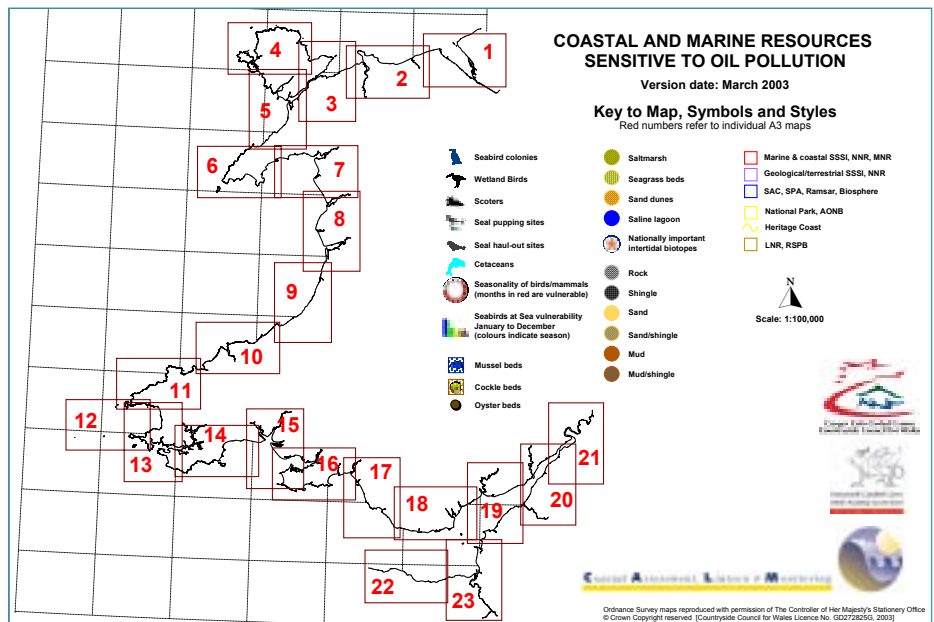 COASTAL AND MARINE RESOURCES
SENSITIVE TO OIL POLLUTION
Version date: March 2003
Key to Map, Symbols and Styles
Red numbers refer to individual A3 maps
Seabird colonies
Wetland Birds
Scoters
Seal pupping sites
Seal haul-out sites
Cetaceans
Seasonality of birds/mammals
(months in red are vulnerable)
Seabirds at Sea vulnerability
January to December
(colours indicate season)
Mussel beds
Cockle beds
Oyster beds
Saltmarsh
Seagrass beds
Sand dunes
Saline lagoon
Nationally important
intertidal biotopes
Rock
Shingle
Sand
Sand/shingle
Mud
Mud/shingle
Marine & coastal SSSI, NNR, MNR
Geological/terrestrial SSSI, NNR
SAC, SPA, Ramsar, Biosphere
National Park, AONB
Heritage Coast
LNR, RSPB
N
Scale: 1:100,000
1
2
3
4
5
6
7
8
9
10
11
12
13
14
15
16
17
18
19
20
21
22
23
Coastal Assessment, Liaison & Monitoring
Ordnance Survey maps reproduced with permission of The Controller of Her Majesty's Stationery Office
© Crown Copyright reserved [Countryside Council for Wales Licence No. GD272825G, 2003]